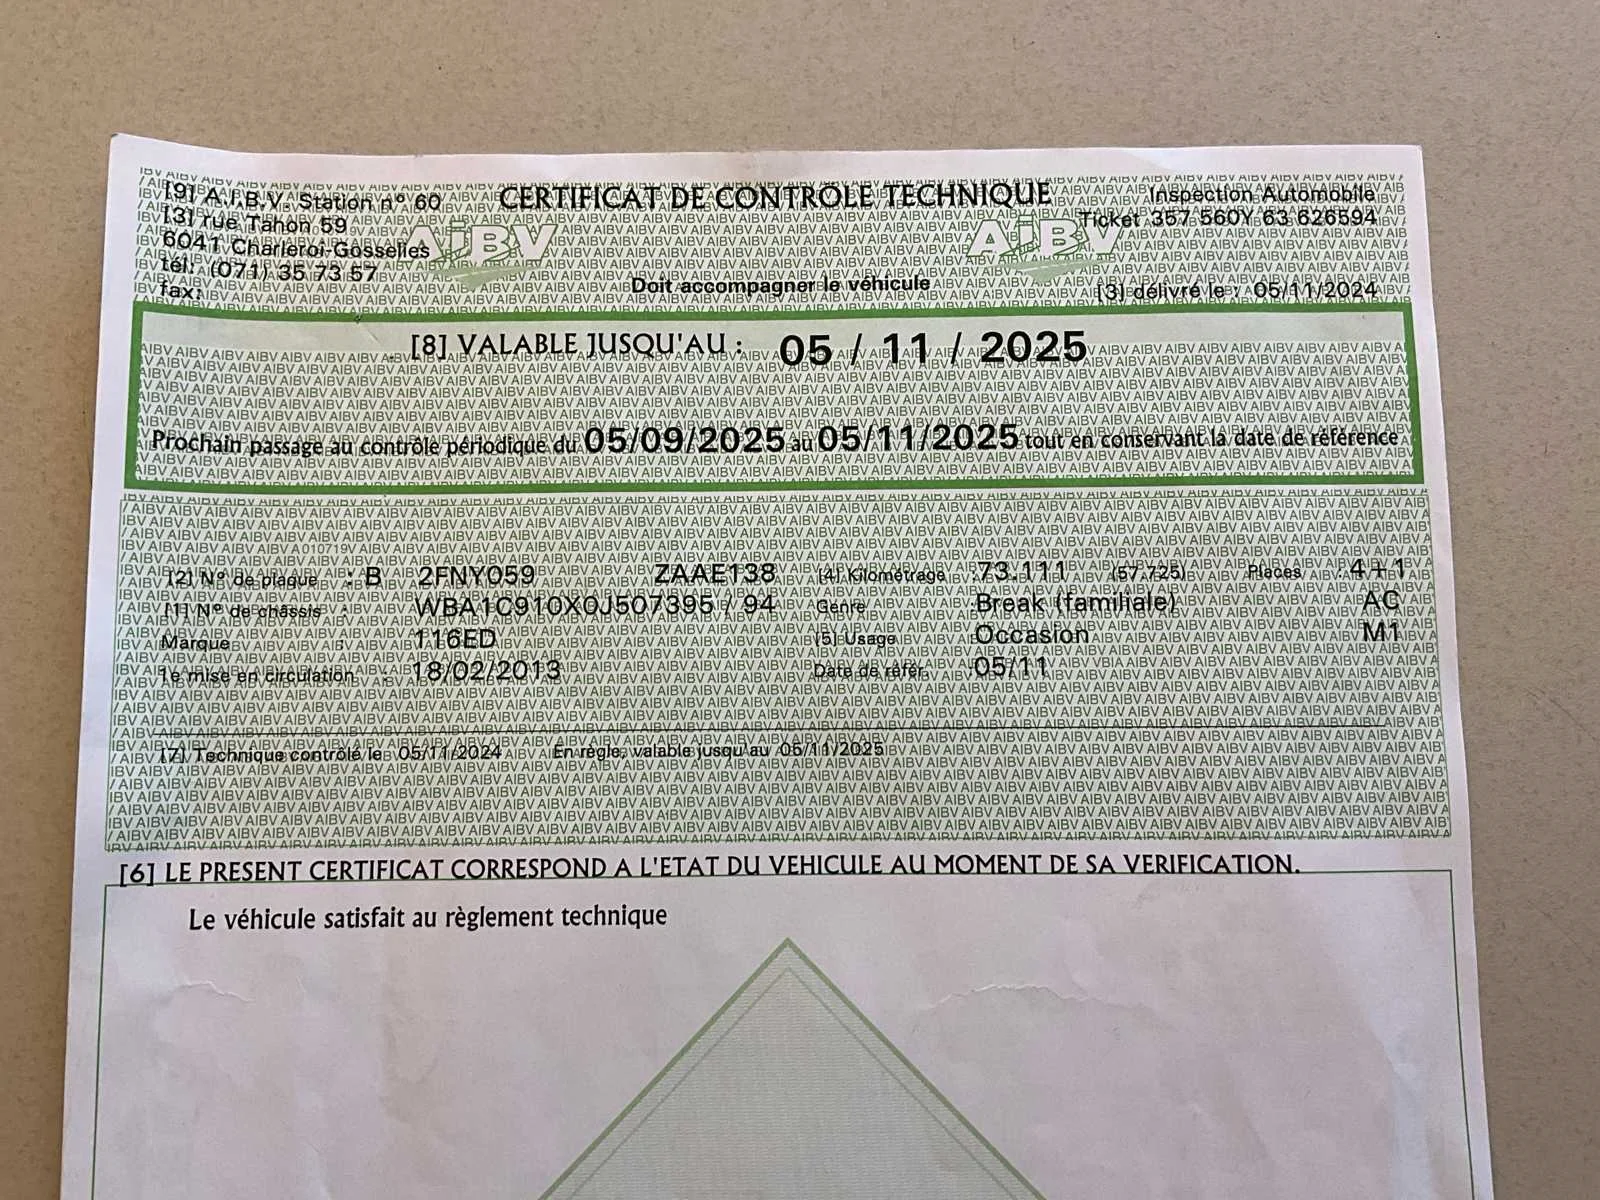 [9] A.I.B.V. Station n° 60
[3] rue Tahon 59
6041 Charleroi-Gosselies
tél: (071) 35 73 57
fax:
CERTIFICAT DE CONTROLE TECHNIQUE
AIBV
AIBV
Doit accompagner le véhicule
Inspection Automobile
Ticket 357 560Y 63 626594
[3] délivré le : 05/11/2024
[8] VALABLE JUSQU'AU : 05 / 11 / 2025
Prochain passage au contrôle périodique du 05/09/2025 au 05/11/2025 tout en conservant la date de référence
A010719
[2] N° de plaque : B 2FNY059 ZAAE138 [4] Kilométrage :73.111 (57.725) Places : 4+1
[1] N° de châssis : WBA1C910X0J507395 / 94 Genre :Break (familiale) AC
Marque : 116ED [5] Usage :Occasion M1
1e mise en circulation : 18/02/2013 Date de référ. :05/11
[7] Technique contrôlé le 05/11/2024 En règle, valable jusqu'au 05/11/2025
[6] LE PRESENT CERTIFICAT CORRESPOND A L'ETAT DU VEHICULE AU MOMENT DE SA VERIFICATION.
Le véhicule satisfait au règlement technique